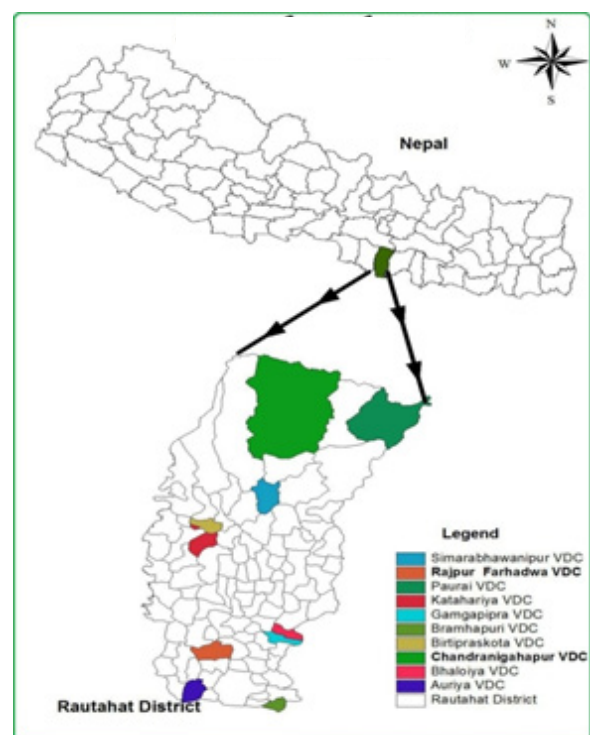 N
W
E
S
Nepal
Legend
Simarabhawanipur VDC
Rajpur Farhadwa VDC
Paurai VDC
Katahariya VDC
Gamgapipra VDC
Bramhapuri VDC
Birtipraskota VDC
Chandranigahapur VDC
Bhaloiya VDC
Auriya VDC
Rautahat District
Rautahat District